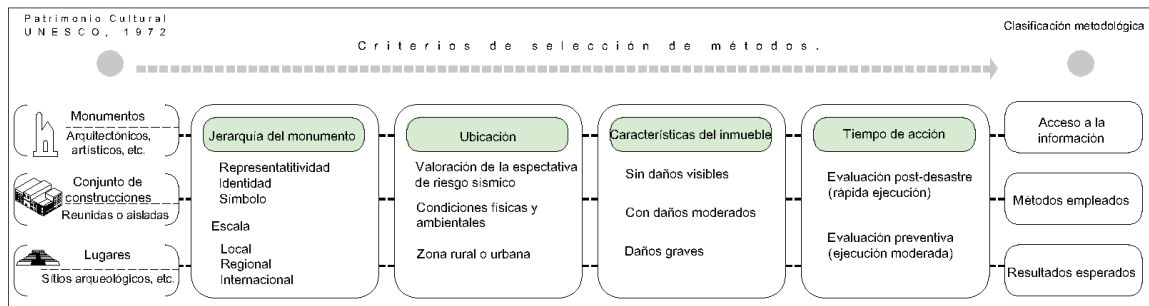 Patrimonio Cultural
UNESCO, 1972
Criterios de selección de métodos.
Clasificación metodológica
Monumentos
Arquitectónicos,
artísticos, etc.
Conjunto de
construcciones
Reunidas o aisladas
Lugares
Sítios arqueológicos, etc.
Jerarquía del monumento
Representatitividad
Identidad
Símbolo
Escala
Local
Regional
Internacional
Ubicación
Valoración de la espectativa
de riesgo sísmico
Condiciones físicas y
ambientales
Zona rural o urbana
Características del inmueble
Sin daños visibles
Con daños moderados
Daños graves
Tiempo de acción
Evaluación post-desastre
(rápida ejecución)
Evaluación preventiva
(ejecución moderada)
Acceso a la
información
Métodos empleados
Resultados esperados